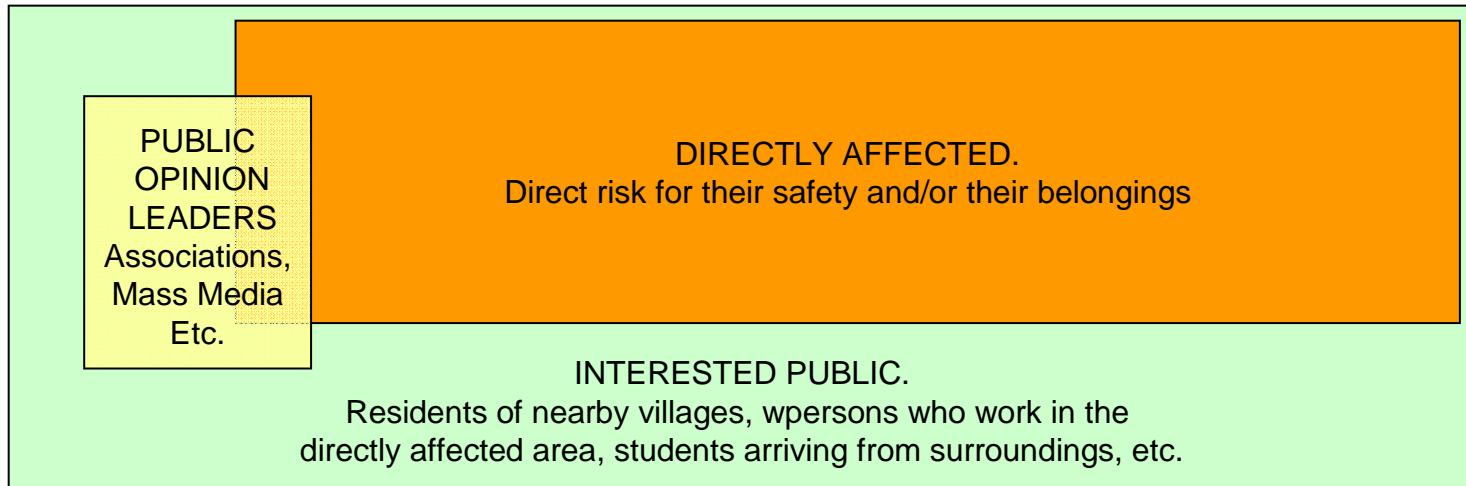 PUBLIC
OPINION
LEADERS
Associations,
Mass Media
Etc.
DIRECTLY AFFECTED.
Direct risk for their safety and/or their belongings
INTERESTED PUBLIC.
Residents of nearby villages, wpersons who work in the
directly affected area, students arriving from surroundings, etc.